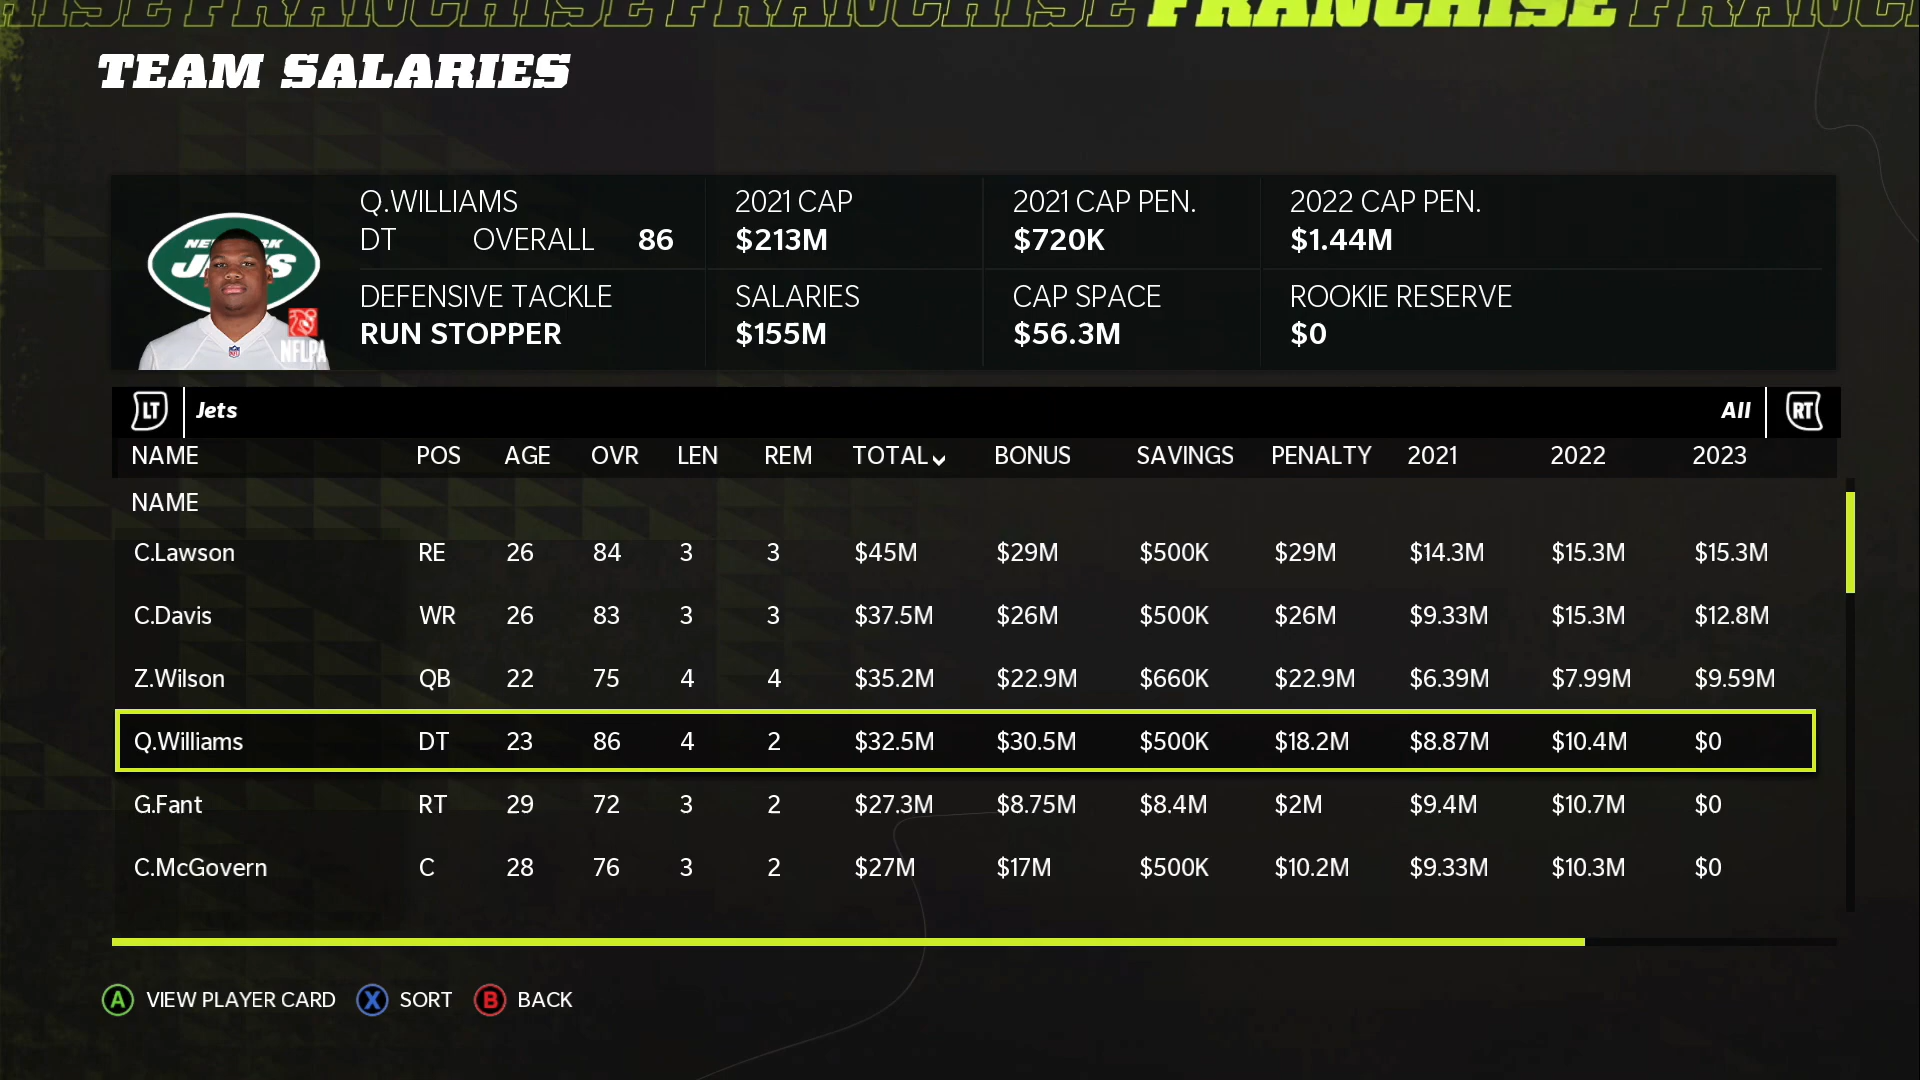 FRANCHISE FRANCHISE FRANCHISE FRANCHISE
TEAM SALARIES
Q.WILLIAMS
DT OVERALL 86
DEFENSIVE TACKLE
RUN STOPPER
2021 CAP
$213M
SALARIES
$155M
2021 CAP PEN.
$720K
CAP SPACE
$56.3M
2022 CAP PEN.
$1.44M
ROOKIE RESERVE
$0
JETS
NFL
NFLPA
LT Jets All RT
NAME POS AGE OVR LEN REM TOTAL BONUS SAVINGS PENALTY 2021 2022 2023
NAME
C.Lawson RE 26 84 3 3 $45M $29M $500K $29M $14.3M $15.3M $15.3M
C.Davis WR 26 83 3 3 $37.5M $26M $500K $26M $9.33M $15.3M $12.8M
Z.Wilson QB 22 75 4 4 $35.2M $22.9M $660K $22.9M $6.39M $7.99M $9.59M
Q.Williams DT 23 86 4 2 $32.5M $30.5M $500K $18.2M $8.87M $10.4M $0
G.Fant RT 29 72 3 2 $27.3M $8.75M $8.4M $2M $9.4M $10.7M $0
C.McGovern C 28 76 3 2 $27M $17M $500K $10.2M $9.33M $10.3M $0
A VIEW PLAYER CARD X SORT B BACK